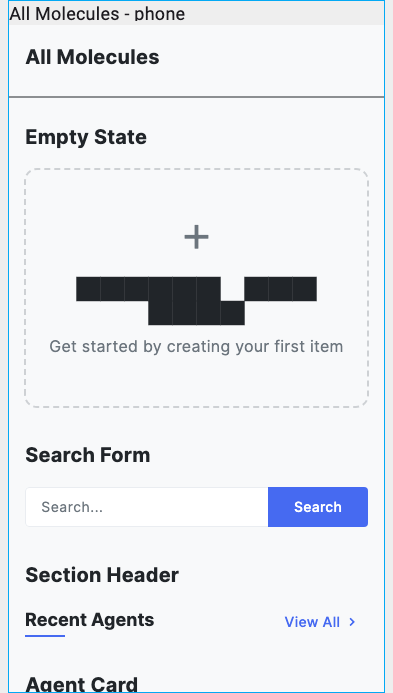 All Molecules - phone
All Molecules
Empty State
+
Get started by creating your first item
Search Form
Search...
Search
Section Header
Recent Agents
View All
Agent Card